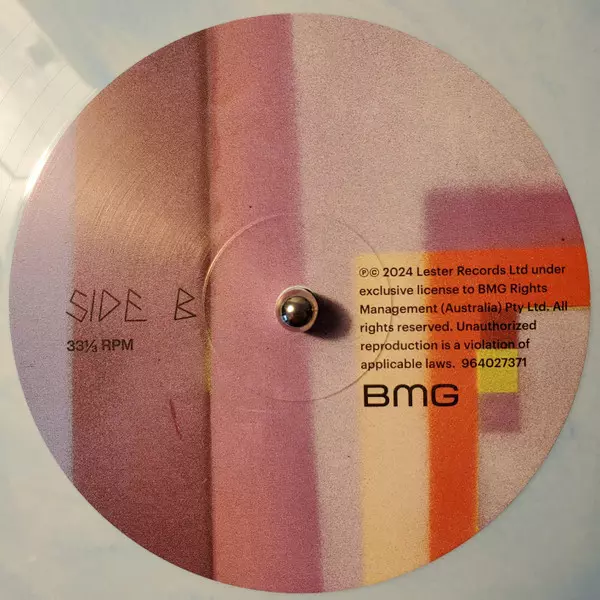 SIDE B
33⅓ RPM
℗© 2024 Lester Records Ltd under
exclusive license to BMG Rights
Management (Australia) Pty Ltd. All
rights reserved. Unauthorized
reproduction is a violation of
applicable laws. 964027371
BMG